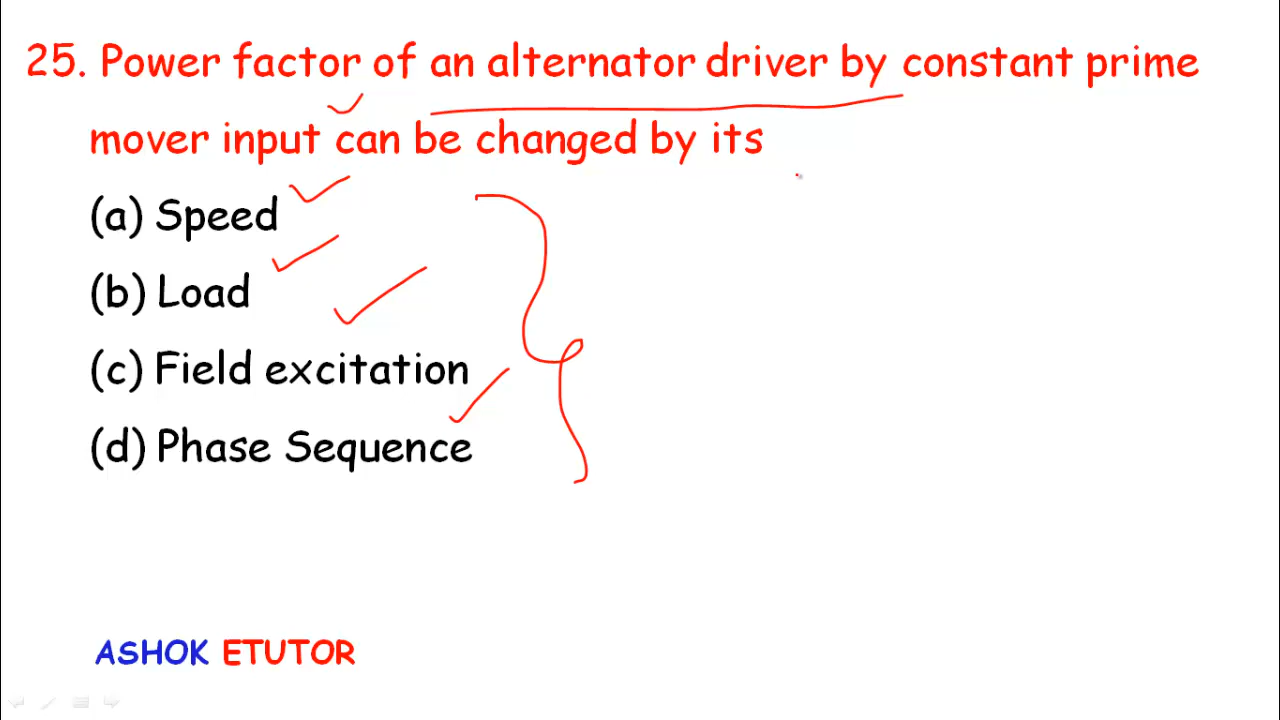 25. Power factor of an alternator driver by constant prime
mover input can be changed by its
(a) Speed
(b) Load
(c) Field excitation
(d) Phase Sequence
ASHOK ETUTOR